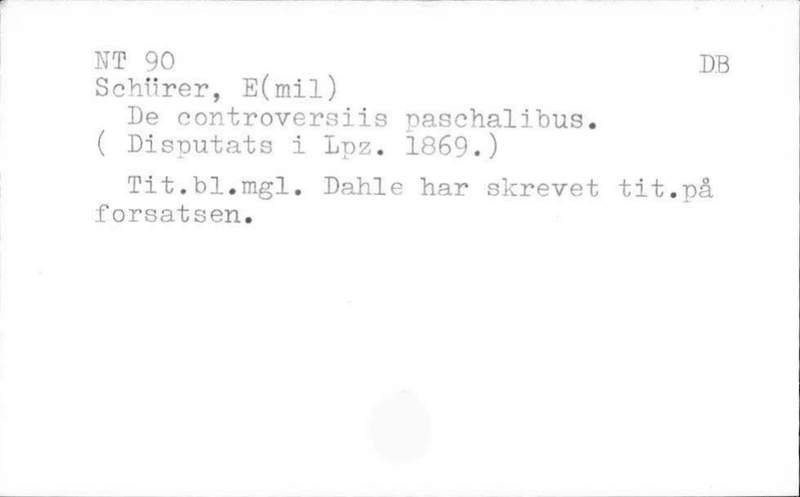 NT 90 DB
Schürer, E(mil)
De controversiis paschalibus.
( Disputats i Lpz. 1869.)
Tit.bl.mgl. Dahle har skrevet tit.på
forsatsen.